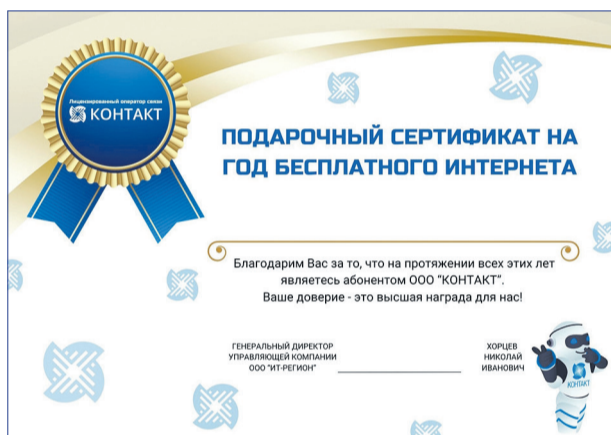 Лицензированный оператор связи
КОНТАКТ
ПОДАРОЧНЫЙ СЕРТИФИКАТ НА
ГОД БЕСПЛАТНОГО ИНТЕРНЕТА
Благодарим Вас за то, что на протяжении всех этих лет
являетесь абонентом ООО "КОНТАКТ".
Ваше доверие - это высшая награда для нас!
ГЕНЕРАЛЬНЫЙ ДИРЕКТОР
УПРАВЛЯЮЩЕЙ КОМПАНИИ
ООО "ИТ-РЕГИОН"
ХОРЦЕВ
НИКОЛАЙ
ИВАНОВИЧ
КОНТАКТ